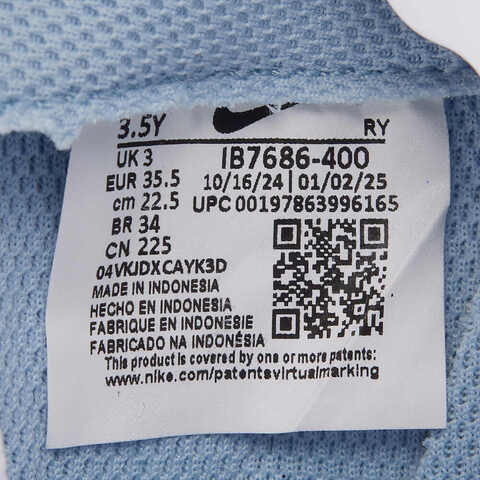 3.5Y RY
UK 3 IB7686-400
EUR 35.5 10/16/24 | 01/02/25
cm 22.5 UPC 00197863996165
BR 34
CN 225
04VKJDXCAYK3D
MADE IN INDONESIA
HECHO EN INDONESIA
FABRIQUE EN INDONESIE
FABRICADO NA INDONÉSIA
This product is covered by one or more patents:
www.nike.com/patentsvirtualmarking